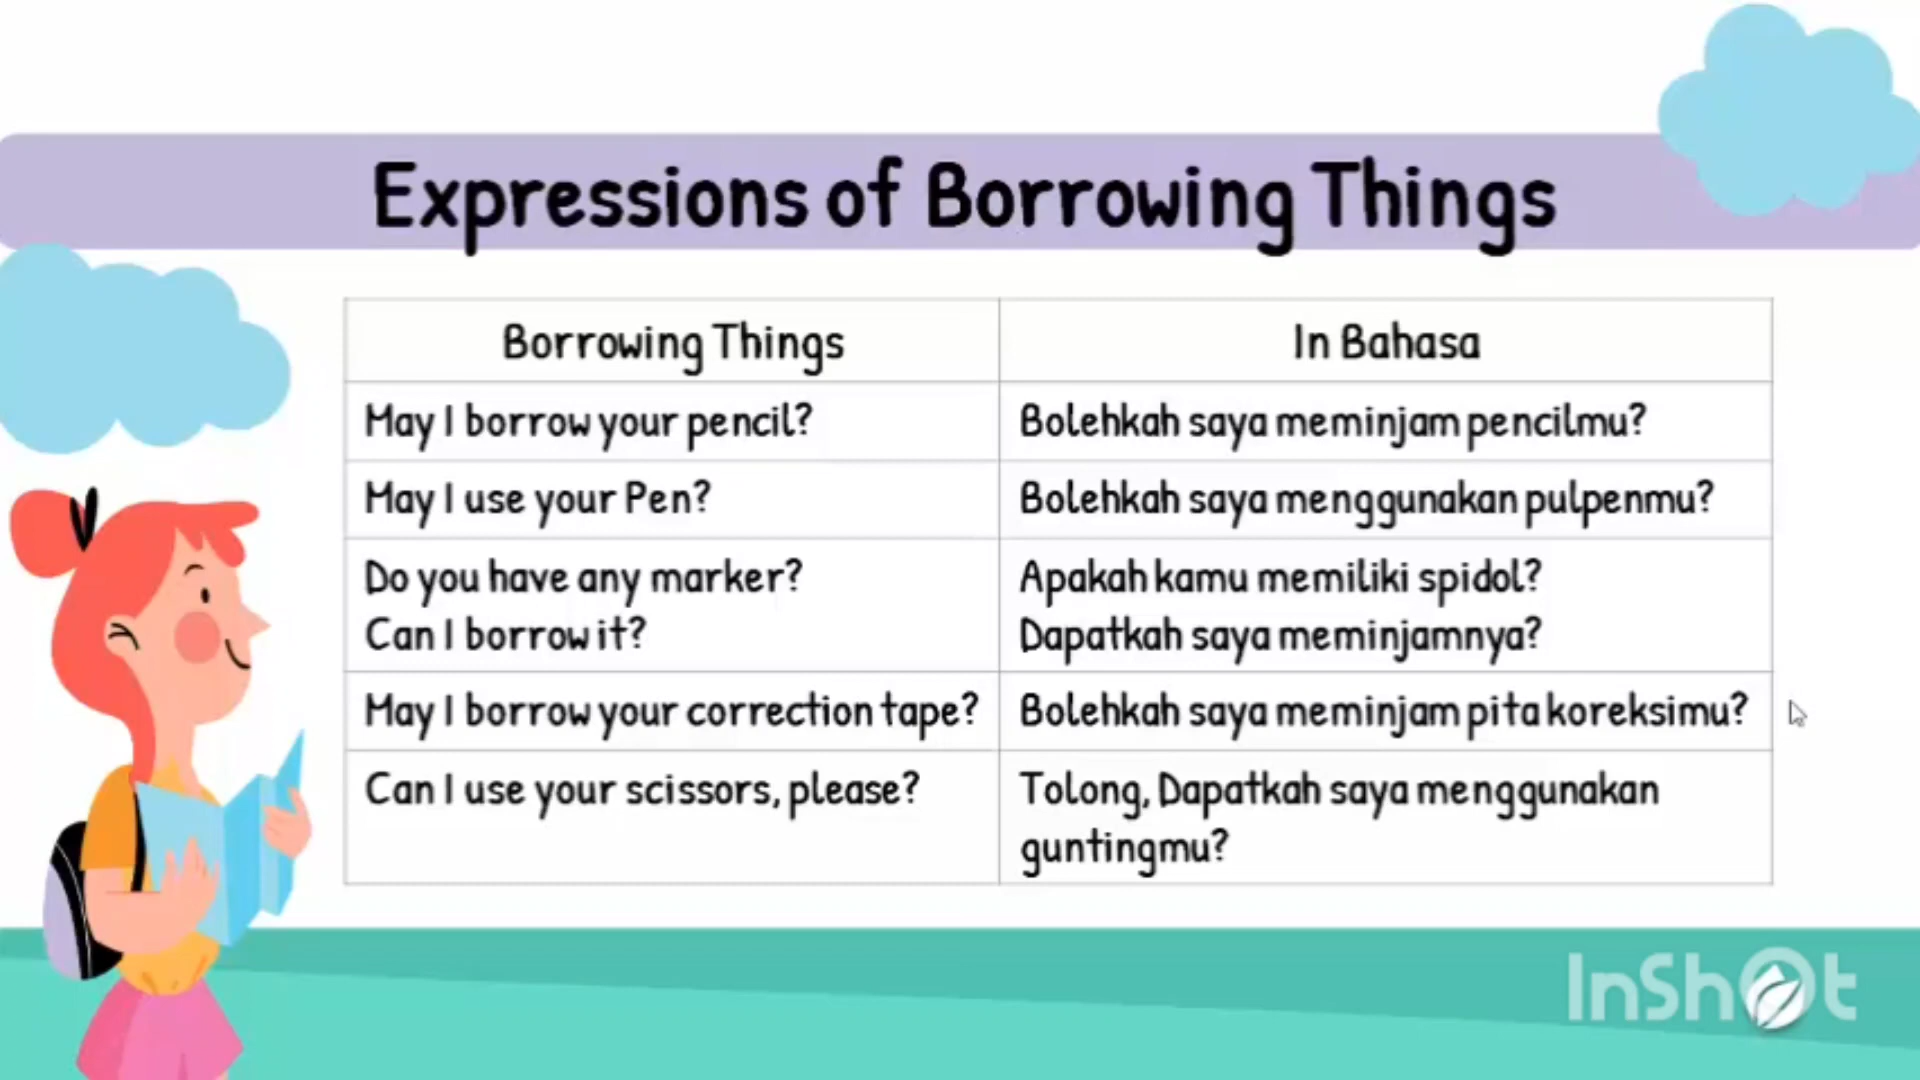 Expressions of Borrowing Things
Borrowing Things
In Bahasa
May I borrow your pencil?
Bolehkah saya meminjam pencilmu?
May I use your Pen?
Bolehkah saya menggunakan pulpenmu?
Do you have any marker?
Can I borrow it?
Apakah kamu memiliki spidol?
Dapatkah saya meminjamnya?
May I borrow your correction tape?
Bolehkah saya meminjam pita koreksimu?
Can I use your scissors, please?
Tolong, Dapatkah saya menggunakan
guntingmu?
InShOt